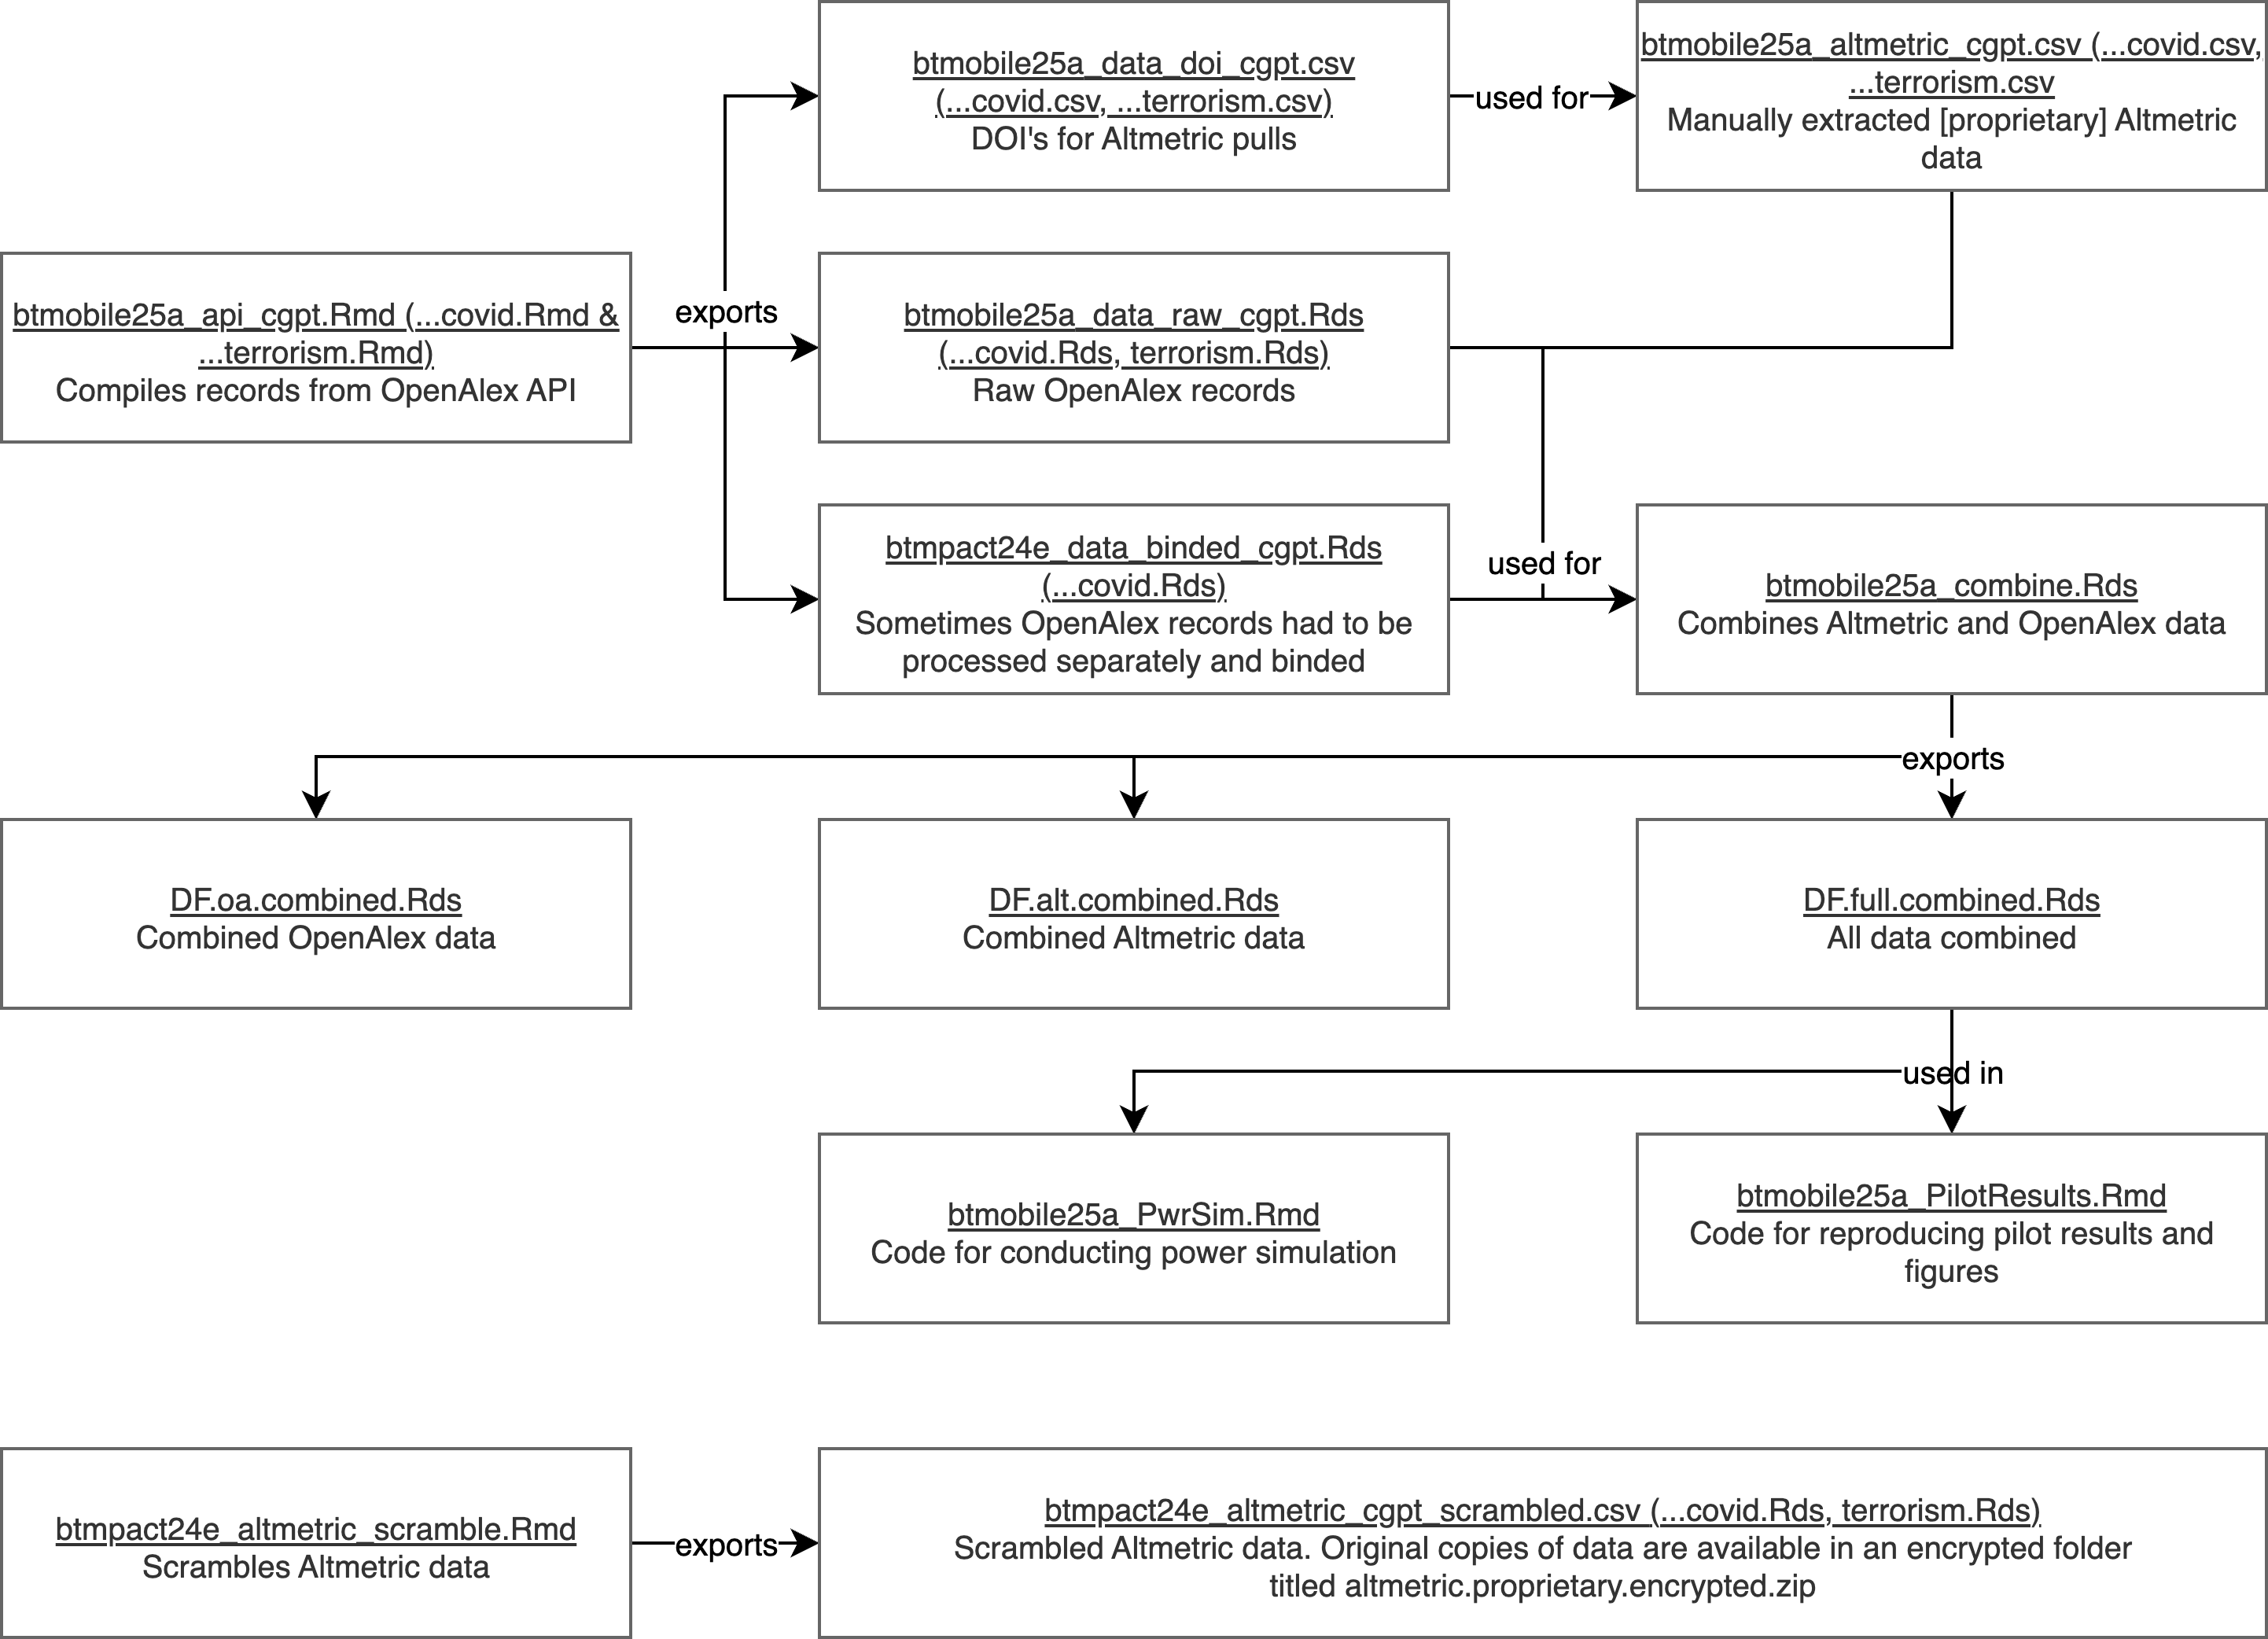 btmobile25a_data_doi_cgpt.csv
(...covid.csv, ...terrorism.csv)
DOI's for Altmetric pulls
used for
btmobile25a_altmetric_cgpt.csv (...covid.csv,
...terrorism.csv
Manually extracted [proprietary] Altmetric
data
btmobile25a_api_cgpt.Rmd (...covid.Rmd &
...terrorism.Rmd)
Compiles records from OpenAlex API
exports
btmobile25a_data_raw_cgpt.Rds
(...covid.Rds, terrorism.Rds)
Raw OpenAlex records
btmpact24e_data_binded_cgpt.Rds
(...covid.Rds)
Sometimes OpenAlex records had to be
processed separately and binded
used for
btmobile25a_combine.Rds
Combines Altmetric and OpenAlex data
exports
DF.oa.combined.Rds
Combined OpenAlex data
DF.alt.combined.Rds
Combined Altmetric data
DF.full.combined.Rds
All data combined
used in
btmobile25a_PwrSim.Rmd
Code for conducting power simulation
btmobile25a_PilotResults.Rmd
Code for reproducing pilot results and
figures
btmpact24e_altmetric_scramble.Rmd
Scrambles Altmetric data
exports
btmpact24e_altmetric_cgpt_scrambled.csv (...covid.Rds, terrorism.Rds)
Scrambled Altmetric data. Original copies of data are available in an encrypted folder
titled altmetric.proprietary.encrypted.zip